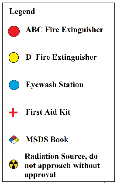 Legend
ABC Fire Extinguisher
D Fire Extinguisher
Eyewash Station
First Aid Kit
MSDS Book
Radiation Source, do
not approach without
approval